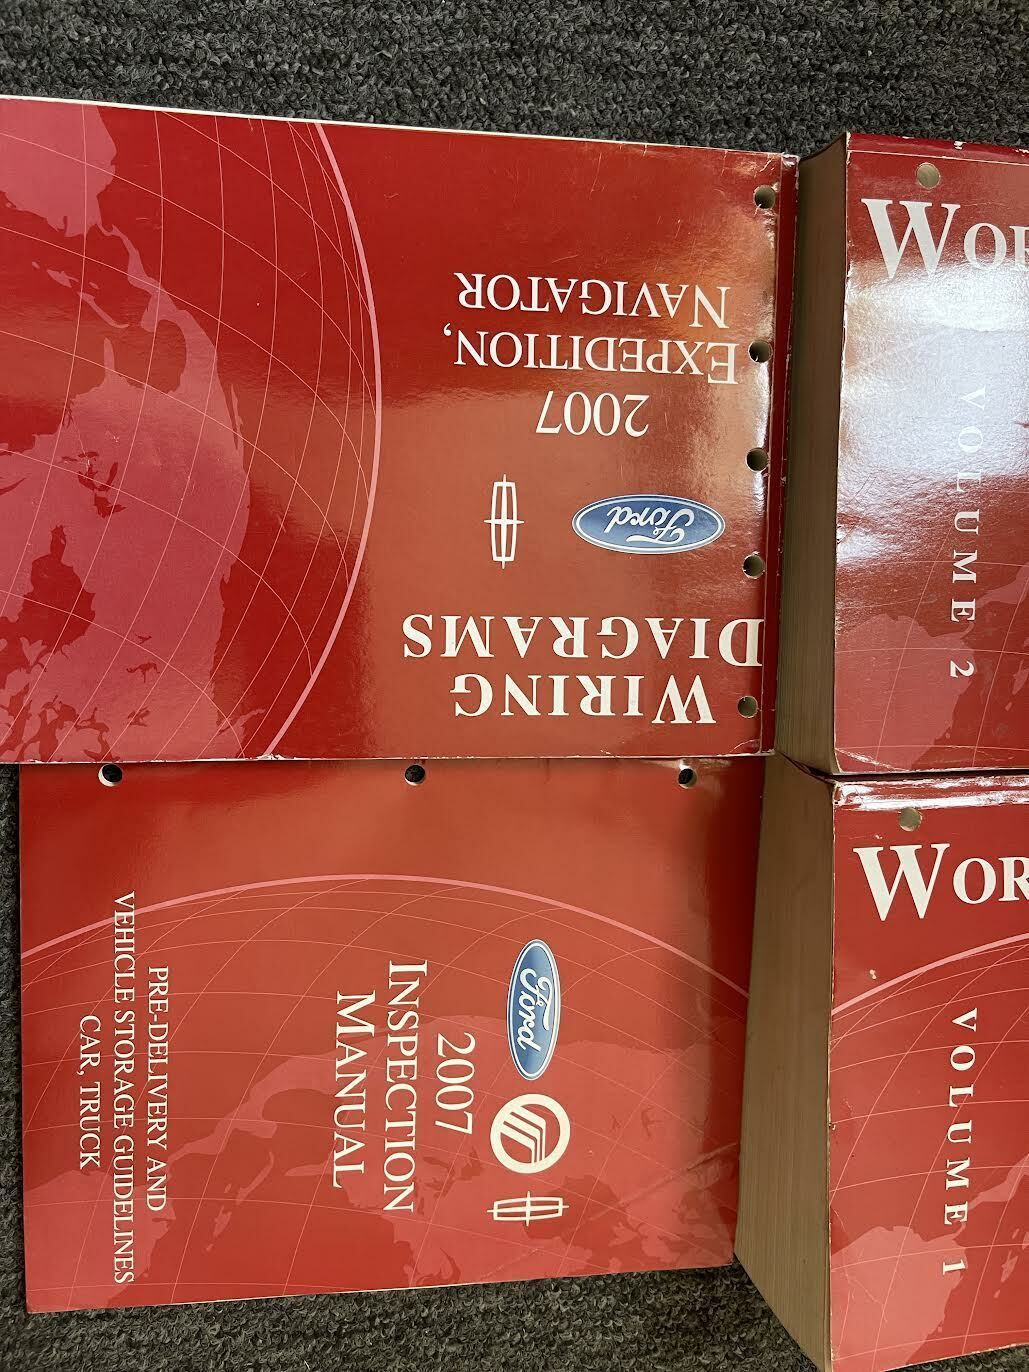 WIRING
DIAGRAMS
Ford
2007
EXPEDITION,
NAVIGATOR
WOR
VOLUME 2
Ford
2007
INSPECTION
MANUAL
PRE-DELIVERY AND
VEHICLE STORAGE GUIDELINES
CAR, TRUCK
WOR
VOLUME 1